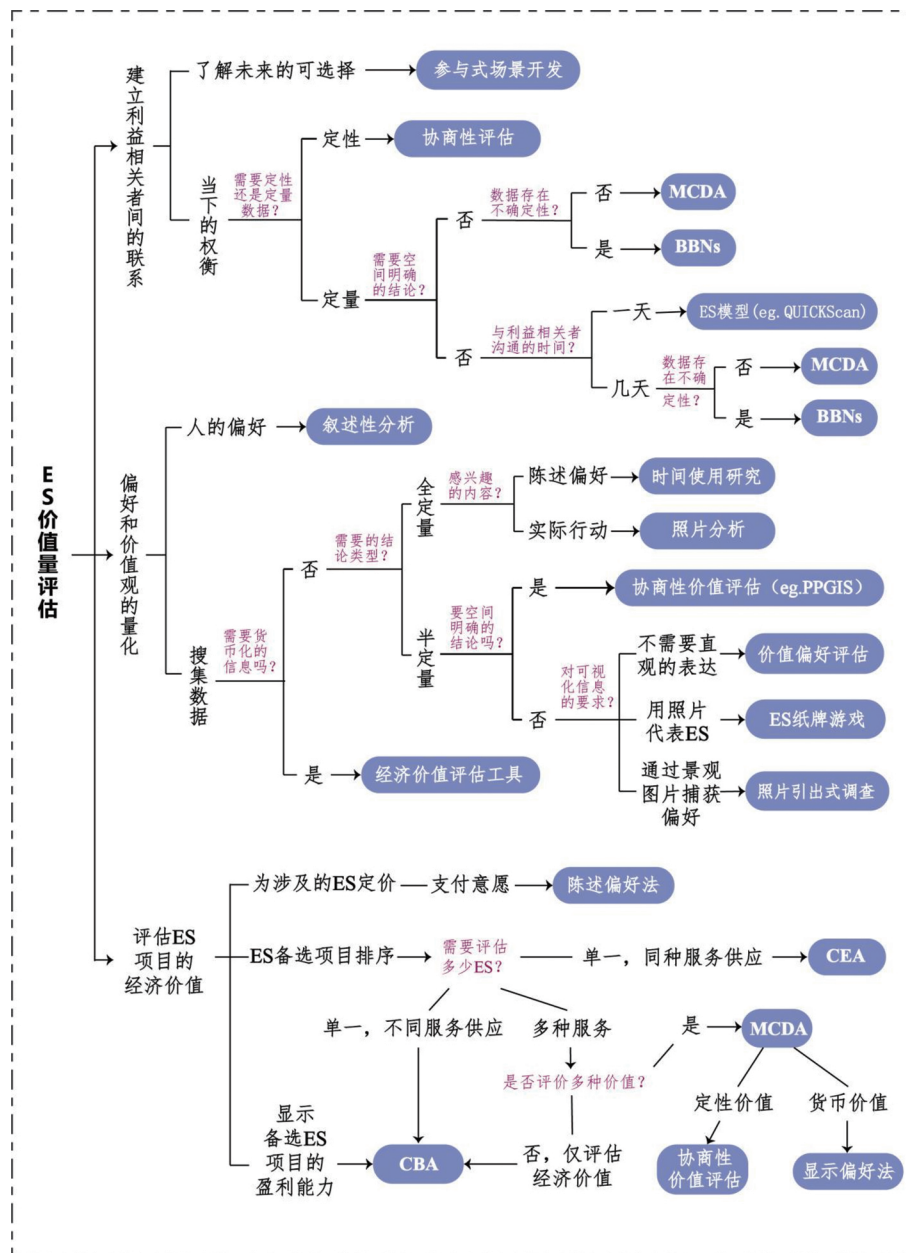 ES价值量评估
建立利益相关者间的联系
了解未来的可选择
参与式场景开发
当下的权衡
需要定性
还是定量
数据?
定性
协商性评估
定量
需要空
间明确
的结论?
否
数据存在
不确定性?
否
MCDA
是
BBNs
否
与利益相关者
沟通的时间?
一天
ES模型(eg.QUICKScan)
几天
数据存
在不确
定性?
否
MCDA
是
BBNs
偏好和价值观的量化
人的偏好
叙述性分析
搜集数据
需要货
币化的
信息吗?
否
需要的结
论类型?
全定量
感兴趣
的内容?
陈述偏好
时间使用研究
实际行动
照片分析
半定量
要空间
明确的
结论吗?
是
协商性价值评估（eg.PPGIS）
否
对可视
化信息
的要求?
不需要直
观的表达
价值偏好评估
用照片
代表ES
ES纸牌游戏
通过景观
图片捕获
偏好
照片引出式调查
是
经济价值评估工具
评估ES
项目的
经济价值
为涉及的ES定价
支付意愿
陈述偏好法
ES备选项目排序
需要评估
多少ES?
单一，同种服务供应
CEA
单一，不同服务供应
多种服务
是否评价多种价值?
是
MCDA
定性价值
货币价值
协商性
价值评估
显示偏好法
否，仅评估
经济价值
显示
备选ES
项目的
盈利能力
CBA